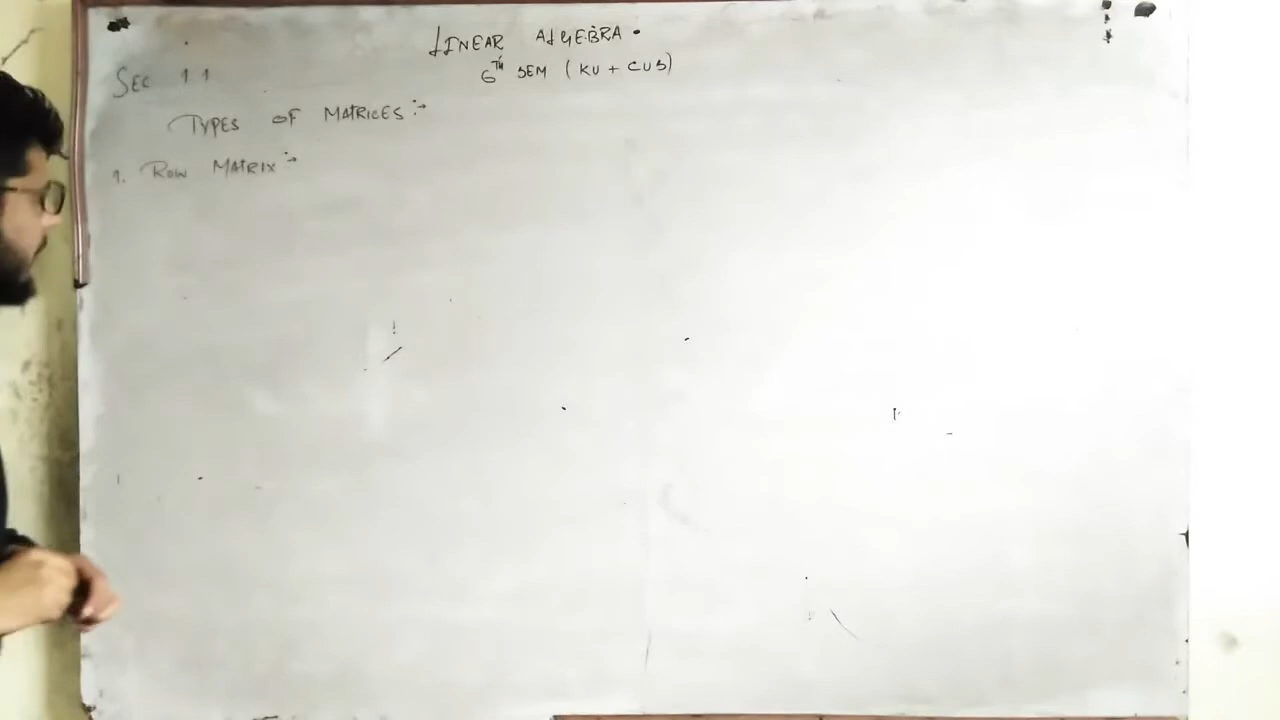 LINEAR ALGEBRA.
6TH SEM (KU + CUS)
SEC 1.1
TYPES OF MATRICES:→
1. ROW MATRIX:→